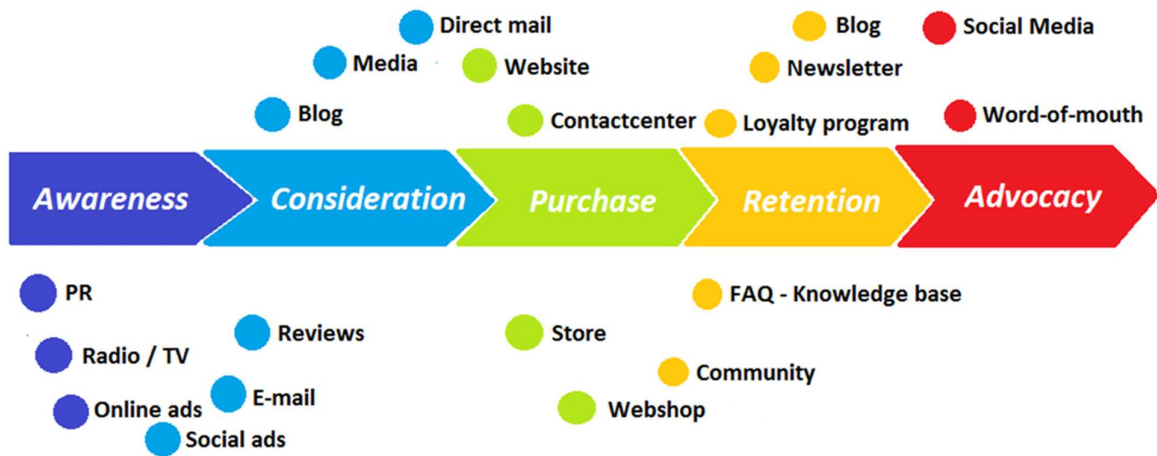 Direct mail
Blog
Social Media
Media
Website
Newsletter
Blog
Contactcenter
Loyalty program
Word-of-mouth
Awareness
Consideration
Purchase
Retention
Advocacy
PR
FAQ - Knowledge base
Reviews
Store
Radio / TV
Community
E-mail
Online ads
Webshop
Social ads